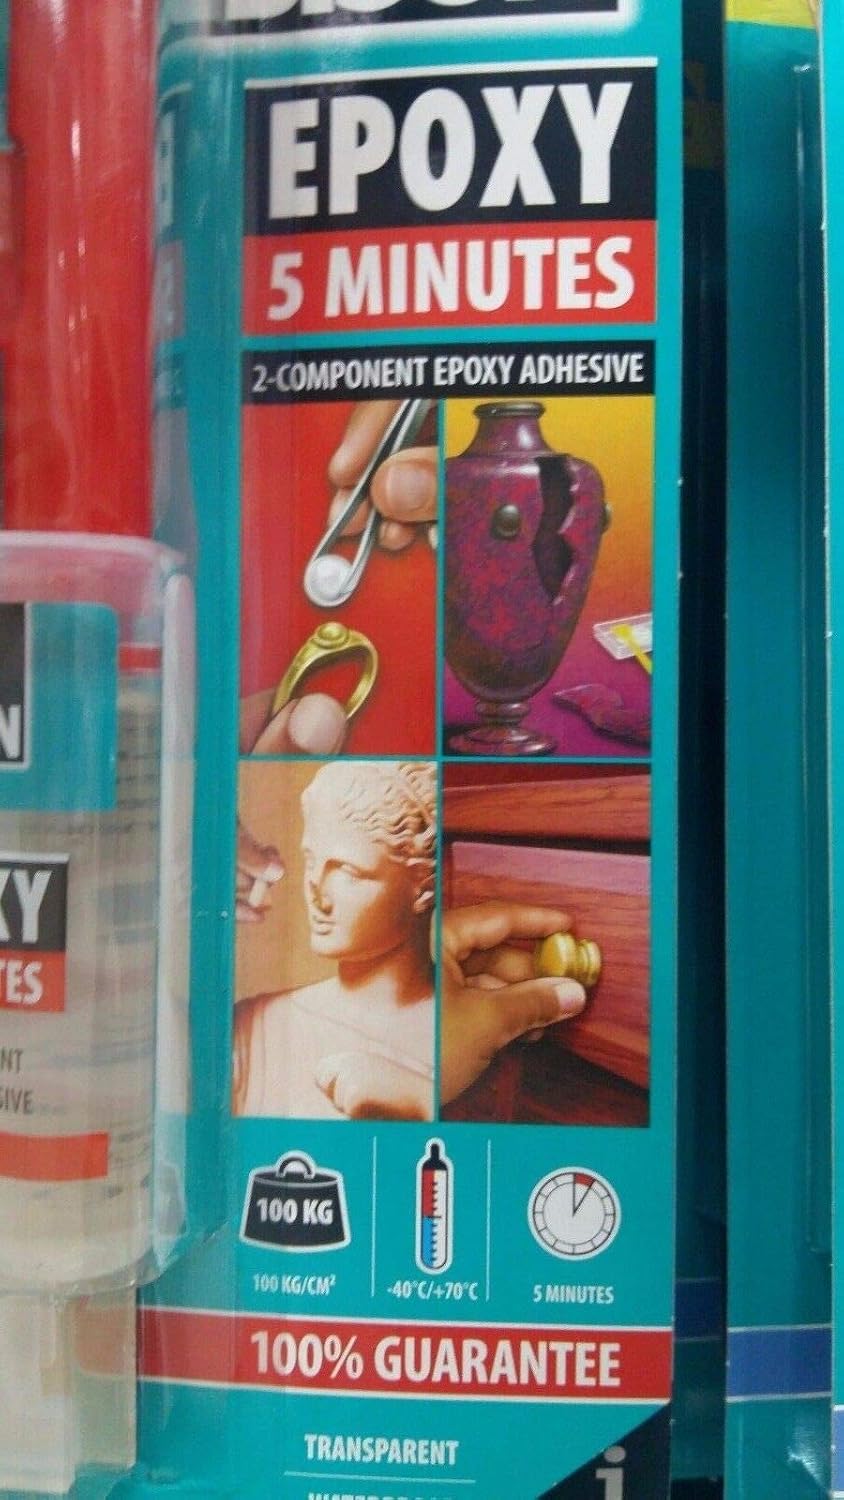 EPOXY
5 MINUTES
2-COMPONENT EPOXY ADHESIVE
N
XY
TES
NT
SIVE
100 KG
100 KG/CM²
-40°C/+70°C
5 MINUTES
100% GUARANTEE
TRANSPARENT
i